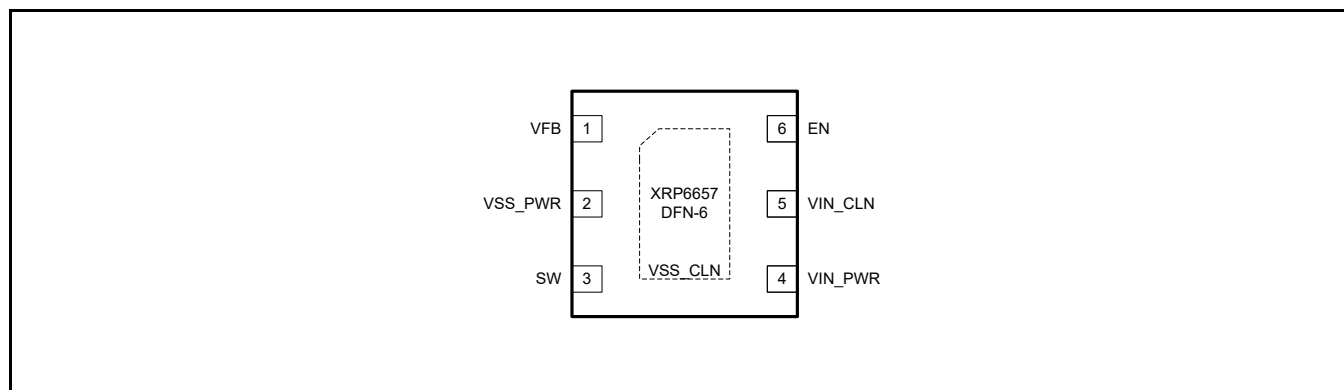 VFB 1
6 EN
XRP6657
DFN-6
VSS_PWR 2
5 VIN_CLN
SW 3
VSS_CLN
4 VIN_PWR